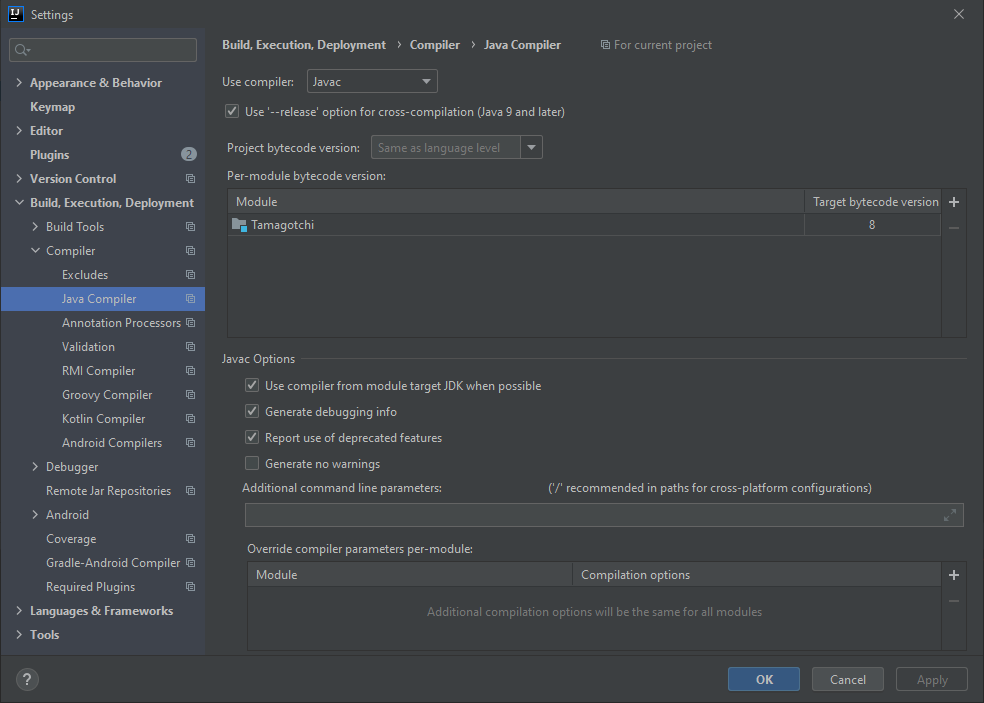 IJ
Settings
Appearance & Behavior
Keymap
Editor
Plugins 2
Version Control
Build, Execution, Deployment
Build Tools
Compiler
Excludes
Java Compiler
Annotation Processors
Validation
RMI Compiler
Groovy Compiler
Kotlin Compiler
Android Compilers
Debugger
Remote Jar Repositories
Android
Coverage
Gradle-Android Compiler
Required Plugins
Languages & Frameworks
Tools
Build, Execution, Deployment › Compiler › Java Compiler For current project
Use compiler: Javac
Use '--release' option for cross-compilation (Java 9 and later)
Project bytecode version: Same as language level
Per-module bytecode version:
Module Target bytecode version
Tamagotchi 8
Javac Options
Use compiler from module target JDK when possible
Generate debugging info
Report use of deprecated features
Generate no warnings
Additional command line parameters: ('/' recommended in paths for cross-platform configurations)
Override compiler parameters per-module:
Module Compilation options
Additional compilation options will be the same for all modules
? OK Cancel Apply